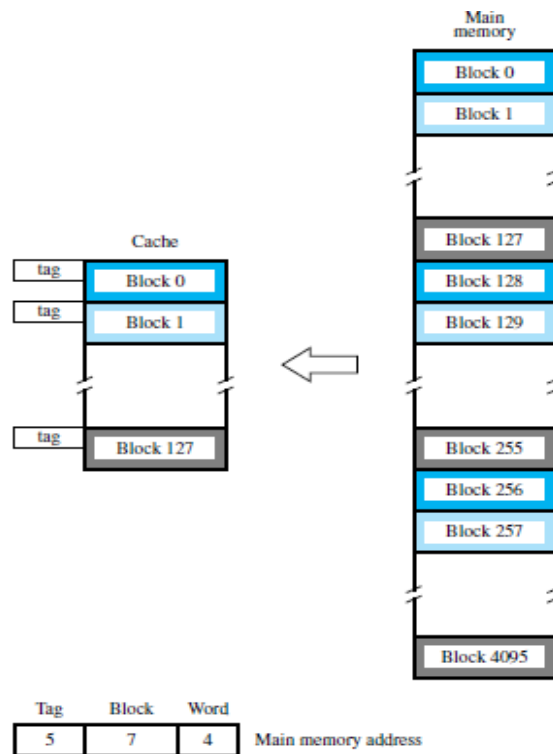 Main
memory
Block 0
Block 1
Block 127
Block 128
Block 129
Block 255
Block 256
Block 257
Block 4095
Cache
tag
Block 0
tag
Block 1
tag
Block 127
Tag Block Word
5 7 4 Main memory address